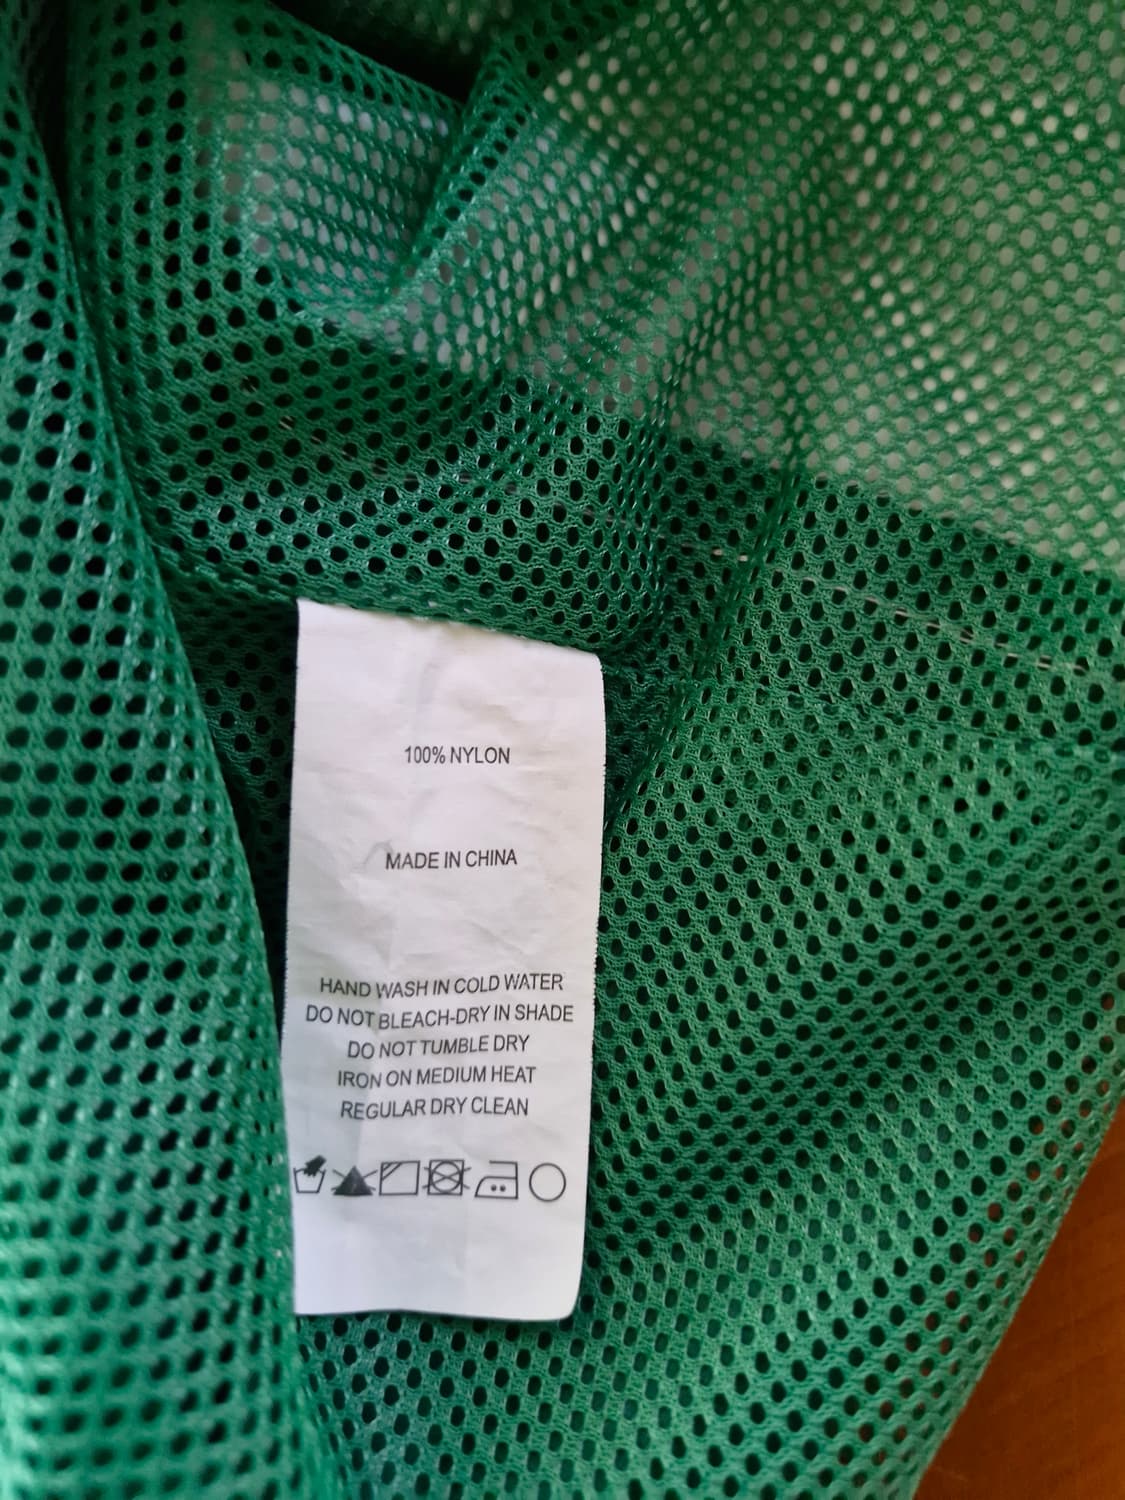 100% NYLON
MADE IN CHINA
HAND WASH IN COLD WATER
DO NOT BLEACH-DRY IN SHADE
DO NOT TUMBLE DRY
IRON ON MEDIUM HEAT
REGULAR DRY CLEAN